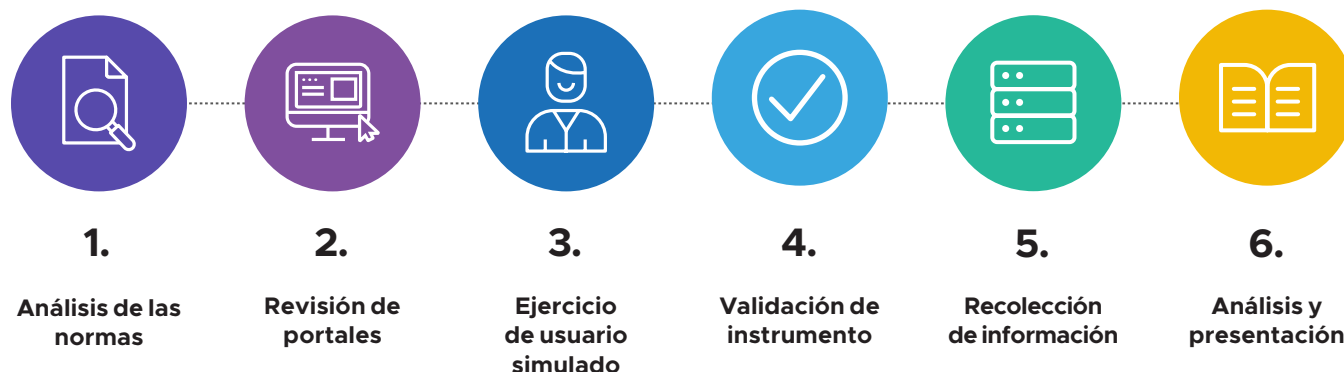 1.
Análisis de las
normas
2.
Revisión de
portales
3.
Ejercicio
de usuario
simulado
4.
Validación de
instrumento
5.
Recolección
de información
6.
Análisis y
presentación